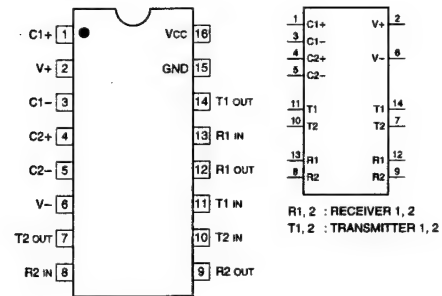 C1+ 1 16 VCC
V+ 2 15 GND
C1− 3 14 T1 OUT
C2+ 4 13 R1 IN
C2− 5 12 R1 OUT
V− 6 11 T1 IN
T2 OUT 7 10 T2 IN
R2 IN 8 9 R2 OUT
1 C1+ V+ 2
3 C1−
4 C2+ V− 6
5 C2−
11 T1 T1 14
10 T2 T2 7
13 R1 R1 12
8 R2 R2 9
R1, 2 : RECEIVER 1, 2
T1, 2 : TRANSMITTER 1, 2